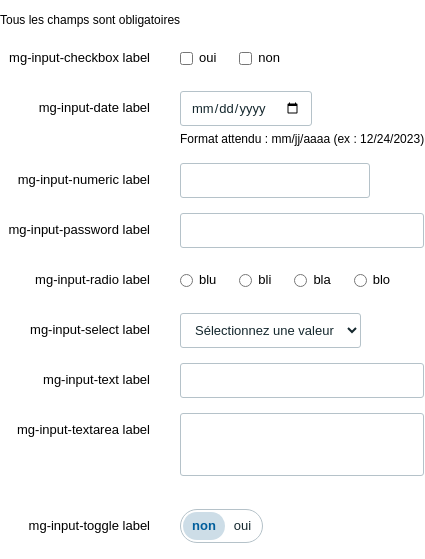 Tous les champs sont obligatoires
mg-input-checkbox label oui non
mg-input-date label mm/dd/yyyy
Format attendu : mm/jj/aaaa (ex : 12/24/2023)
mg-input-numeric label
mg-input-password label
mg-input-radio label blu bli bla blo
mg-input-select label Sélectionnez une valeur
mg-input-text label
mg-input-textarea label
mg-input-toggle label non oui